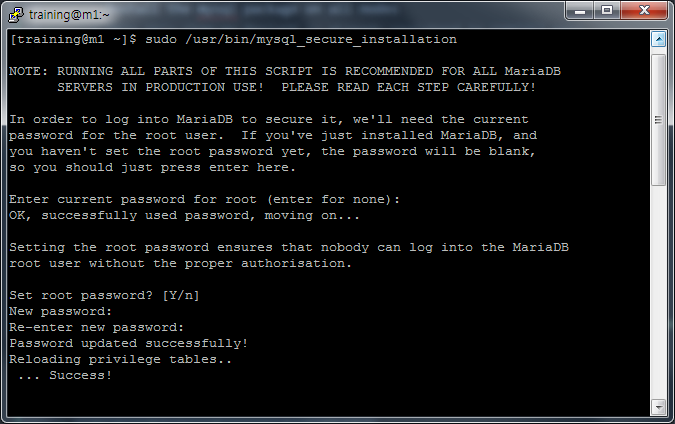 training@m1:~
[training@m1 ~]$ sudo /usr/bin/mysql_secure_installation
NOTE: RUNNING ALL PARTS OF THIS SCRIPT IS RECOMMENDED FOR ALL MariaDB
      SERVERS IN PRODUCTION USE!  PLEASE READ EACH STEP CAREFULLY!
In order to log into MariaDB to secure it, we'll need the current
password for the root user.  If you've just installed MariaDB, and
you haven't set the root password yet, the password will be blank,
so you should just press enter here.
Enter current password for root (enter for none):
OK, successfully used password, moving on...
Setting the root password ensures that nobody can log into the MariaDB
root user without the proper authorisation.
Set root password? [Y/n]
New password:
Re-enter new password:
Password updated successfully!
Reloading privilege tables..
 ... Success!